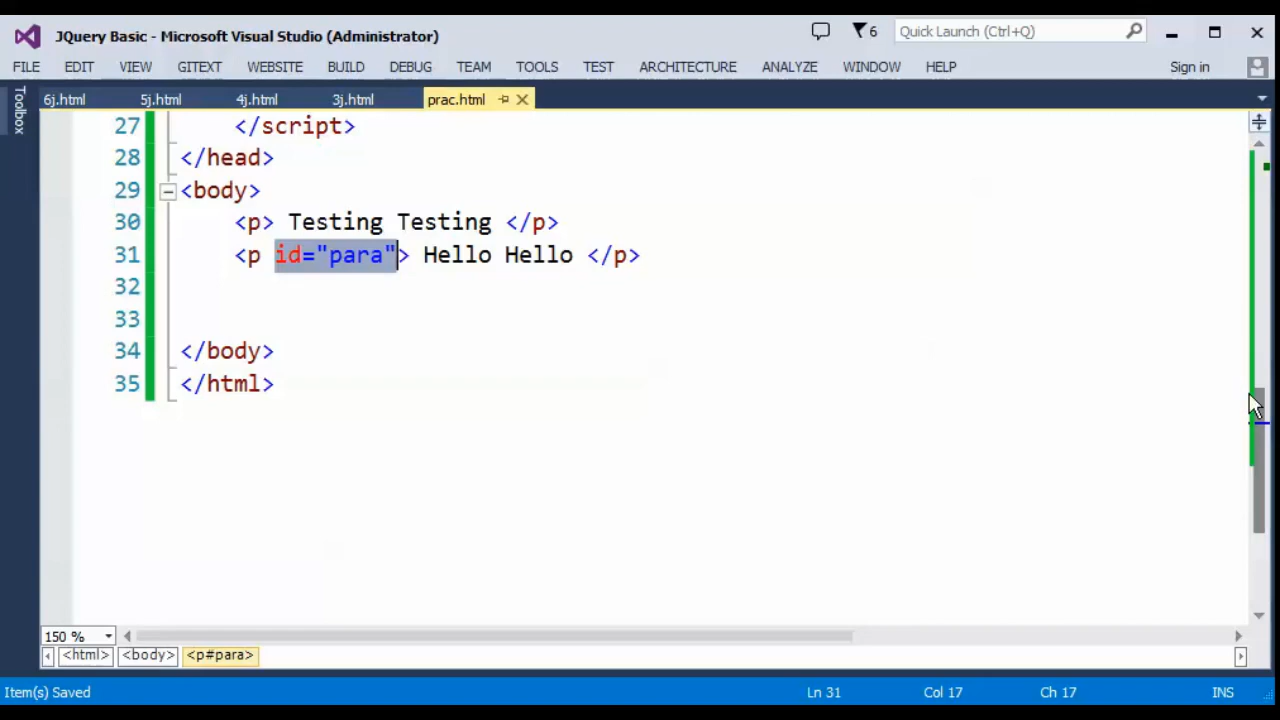 JQuery Basic - Microsoft Visual Studio (Administrator)
6
Quick Launch (Ctrl+Q)
FILE EDIT VIEW GITEXT WEBSITE BUILD DEBUG TEAM TOOLS TEST ARCHITECTURE ANALYZE WINDOW HELP Sign in
Toolbox
6j.html 5j.html 4j.html 3j.html prac.html
27 </script>
28 </head>
29 <body>
30 <p> Testing Testing </p>
31 <p id="para"> Hello Hello </p>
32
33
34 </body>
35 </html>
150 %
<html> <body> <p#para>
Item(s) Saved Ln 31 Col 17 Ch 17 INS